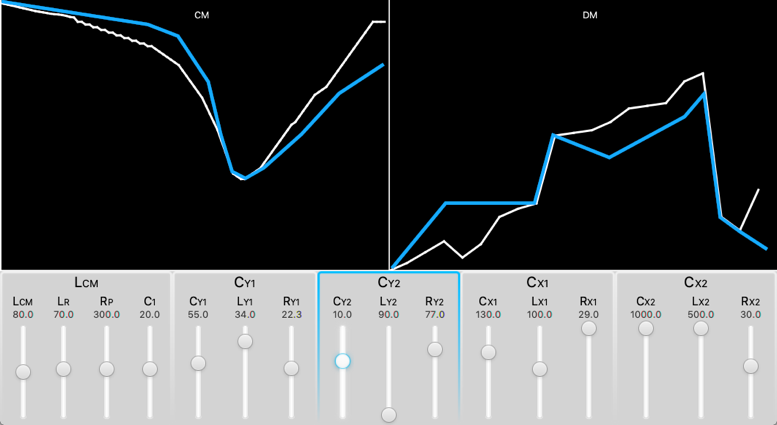 CM
DM
LCM
CY1
CY2
CX1
CX2
LCM LR RP C1
80.0 70.0 300.0 20.0
CY1 LY1 RY1
55.0 34.0 22.3
CY2 LY2 RY2
10.0 90.0 77.0
CX1 LX1 RX1
130.0 100.0 29.0
CX2 LX2 RX2
1000.0 500.0 30.0